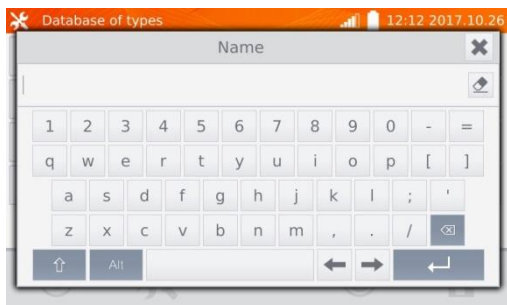 Database of types 12:12 2017.10.26
Name
1 2 3 4 5 6 7 8 9 0 - =
q w e r t y u i o p [ ]
a s d f g h j k l ; '
z x c v b n m , . /
Alt